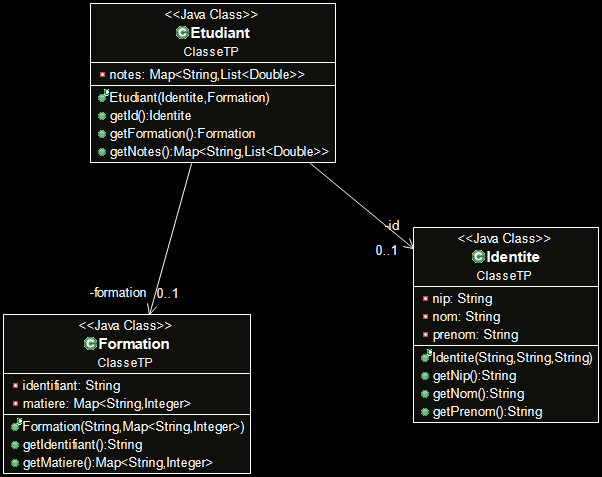 <<Java Class>>
Etudiant
ClasseTP
notes: Map<String,List<Double>>
Etudiant(Identite,Formation)
getId():Identite
getFormation():Formation
getNotes():Map<String,List<Double>>
-id
0..1
-formation 0..1
<<Java Class>>
Identite
ClasseTP
nip: String
nom: String
prenom: String
Identite(String,String,String)
getNip():String
getNom():String
getPrenom():String
<<Java Class>>
Formation
ClasseTP
identifiant: String
matiere: Map<String,Integer>
Formation(String,Map<String,Integer>)
getIdentifiant():String
getMatiere():Map<String,Integer>